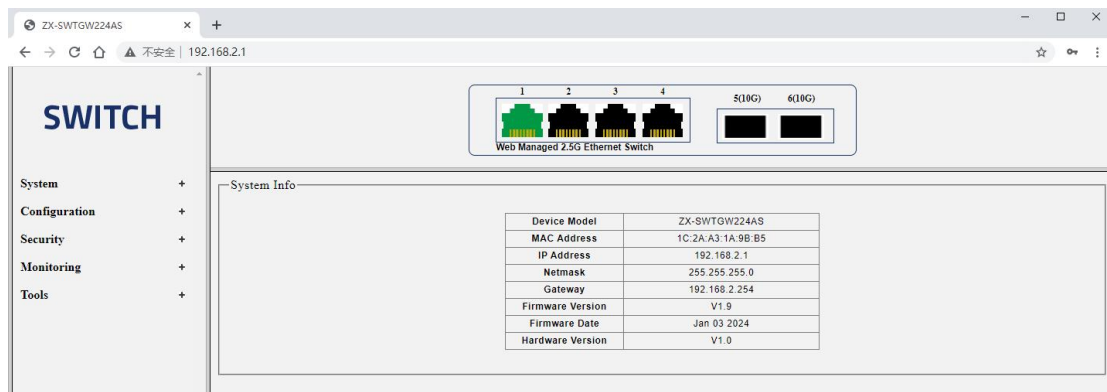 ZX-SWTGW224AS
不安全 192.168.2.1
SWITCH
System +
Configuration +
Security +
Monitoring +
Tools +
1 2 3 4 5(10G) 6(10G)
Web Managed 2.5G Ethernet Switch
System Info
Device Model ZX-SWTGW224AS
MAC Address 1C:2A:A3:1A:9B:B5
IP Address 192.168.2.1
Netmask 255.255.255.0
Gateway 192.168.2.254
Firmware Version V1.9
Firmware Date Jan 03 2024
Hardware Version V1.0